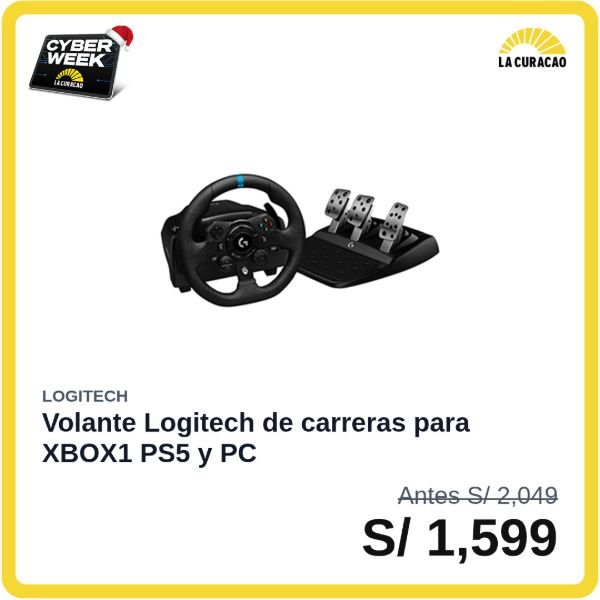 CYBER
WEEK
LA CURACAO
LA CURACAO
LOGITECH
Volante Logitech de carreras para
XBOX1 PS5 y PC
Antes S/ 2,049
S/ 1,599